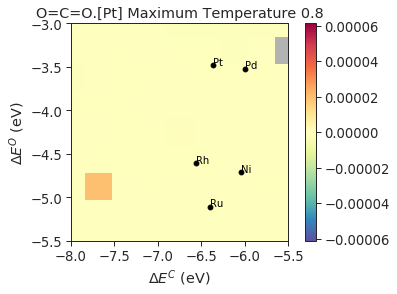 O=C=O.[Pt] Maximum Temperature 0.8
−3.0
−3.5
−4.0
−4.5
−5.0
−5.5
ΔE^O (eV)
Pt
Pd
Rh
Ni
Ru
−8.0 −7.5 −7.0 −6.5 −6.0 −5.5
ΔE^C (eV)
0.00006
0.00004
0.00002
0.00000
−0.00002
−0.00004
−0.00006